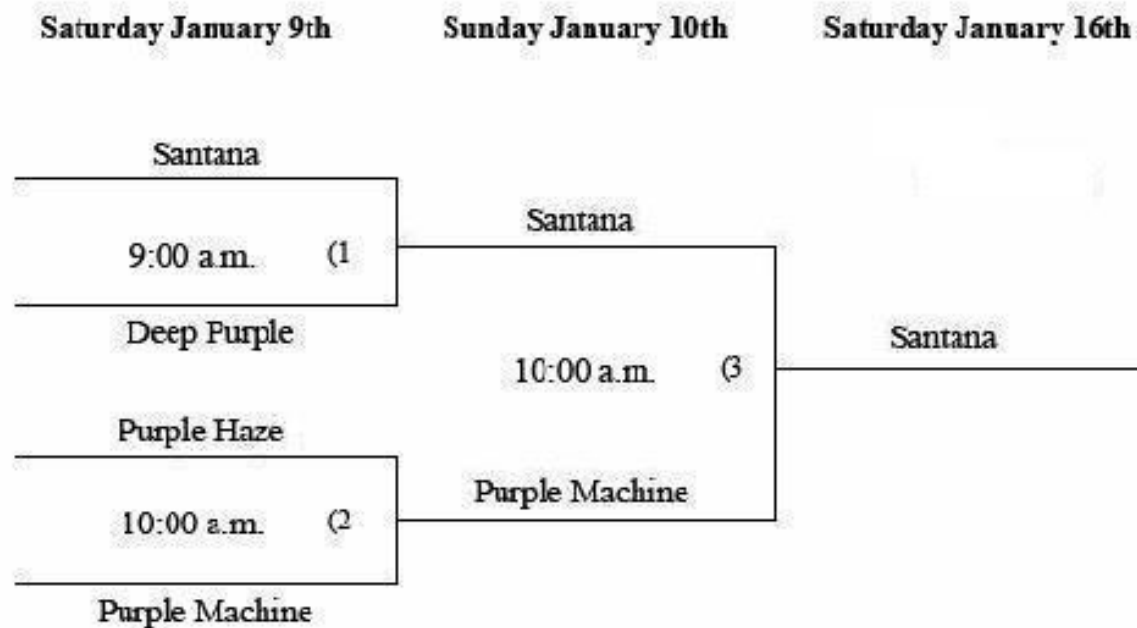 Saturday January 9th
Sunday January 10th
Saturday January 16th
Santana
9:00 a.m. (1
Deep Purple
Purple Haze
10:00 a.m. (2
Purple Machine
Santana
10:00 a.m. (3
Purple Machine
Santana